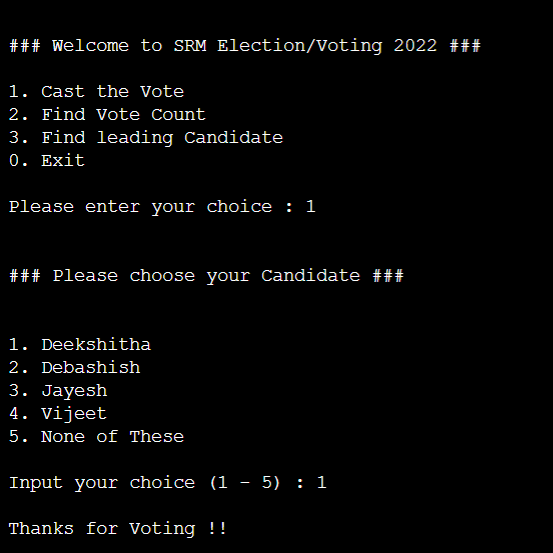 ### Welcome to SRM Election/Voting 2022 ###
1. Cast the Vote
2. Find Vote Count
3. Find leading Candidate
0. Exit
Please enter your choice : 1
### Please choose your Candidate ###
1. Deekshitha
2. Debashish
3. Jayesh
4. Vijeet
5. None of These
Input your choice (1 - 5) : 1
Thanks for Voting !!